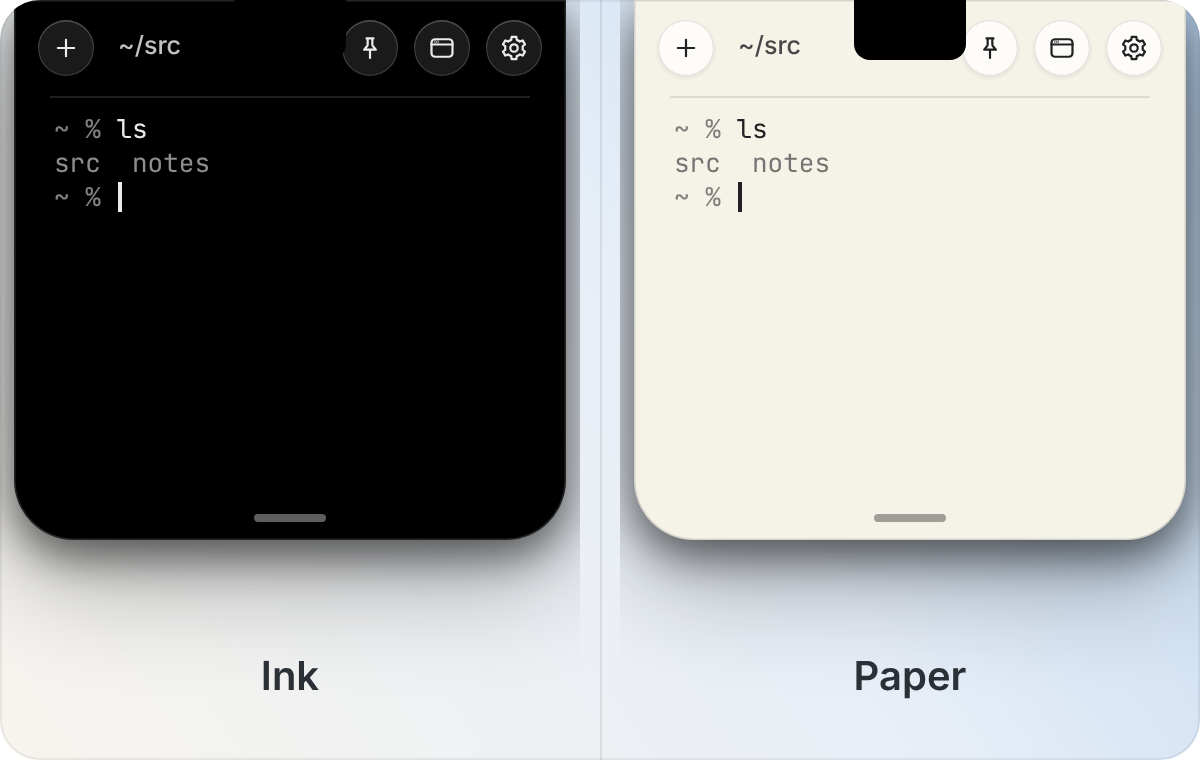 ~/src
~ % ls
src  notes
~ %
Ink
~/src
~ % ls
src  notes
~ %
Paper